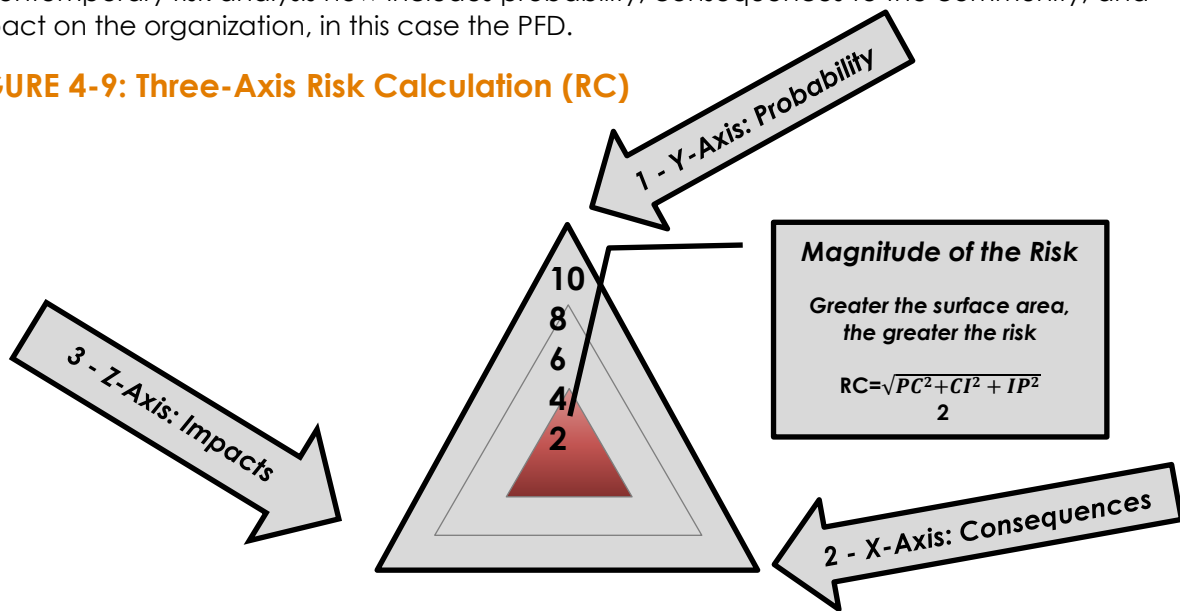 pact on the organization, in this case the PFD.
GURE 4-9: Three-Axis Risk Calculation (RC)
1 - Y-Axis: Probability
10
8
6
4
2
Magnitude of the Risk
Greater the surface area,
the greater the risk
RC=√PC²+CI² + IP²
2
3 - Z-Axis: Impacts
2 - X-Axis: Consequences